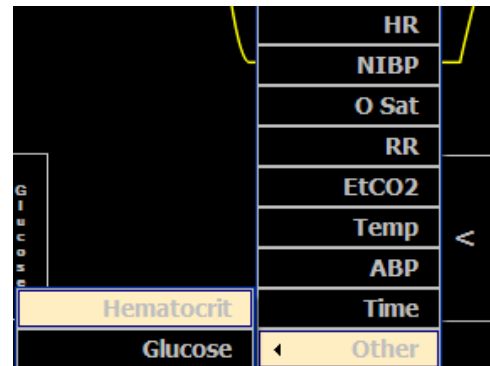 HR
NIBP
O Sat
RR
EtCO2
Temp
ABP
Time
Other
<
Glucose
Hematocrit
Glucose